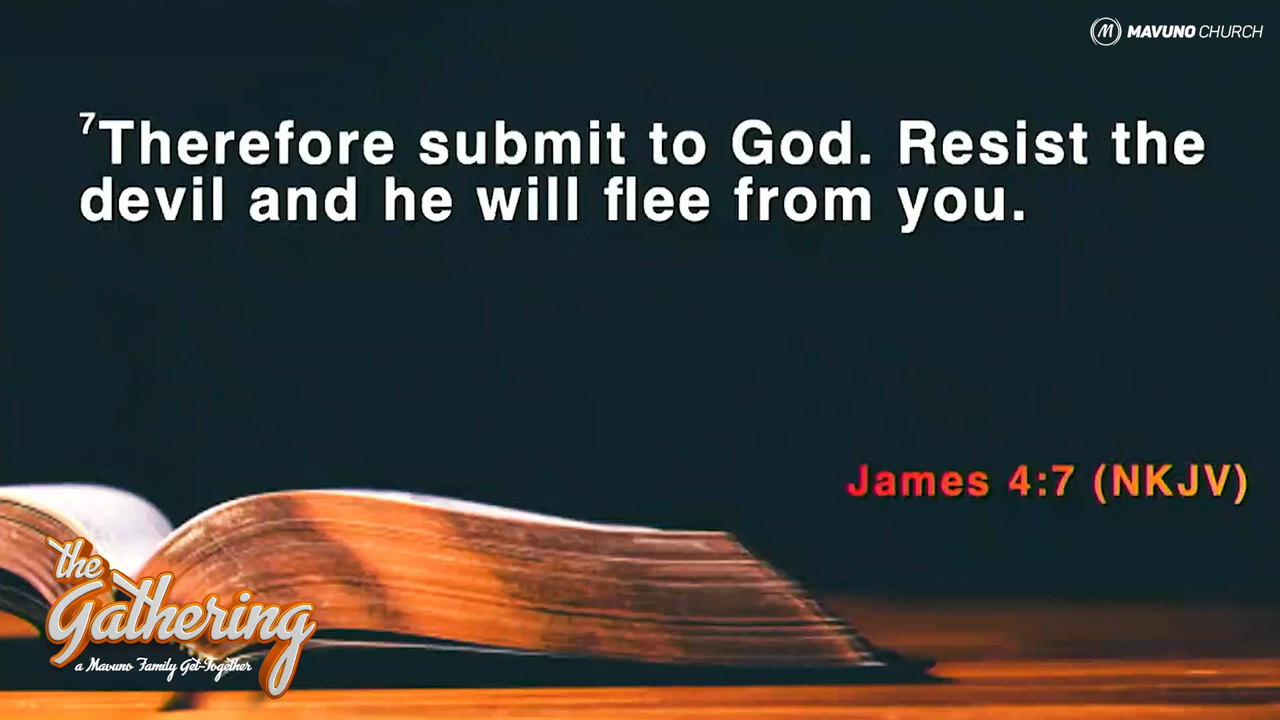 MAVUNO CHURCH
7Therefore submit to God. Resist the
devil and he will flee from you.
James 4:7 (NKJV)
the
Gathering
a Mavuno Family Get-Together